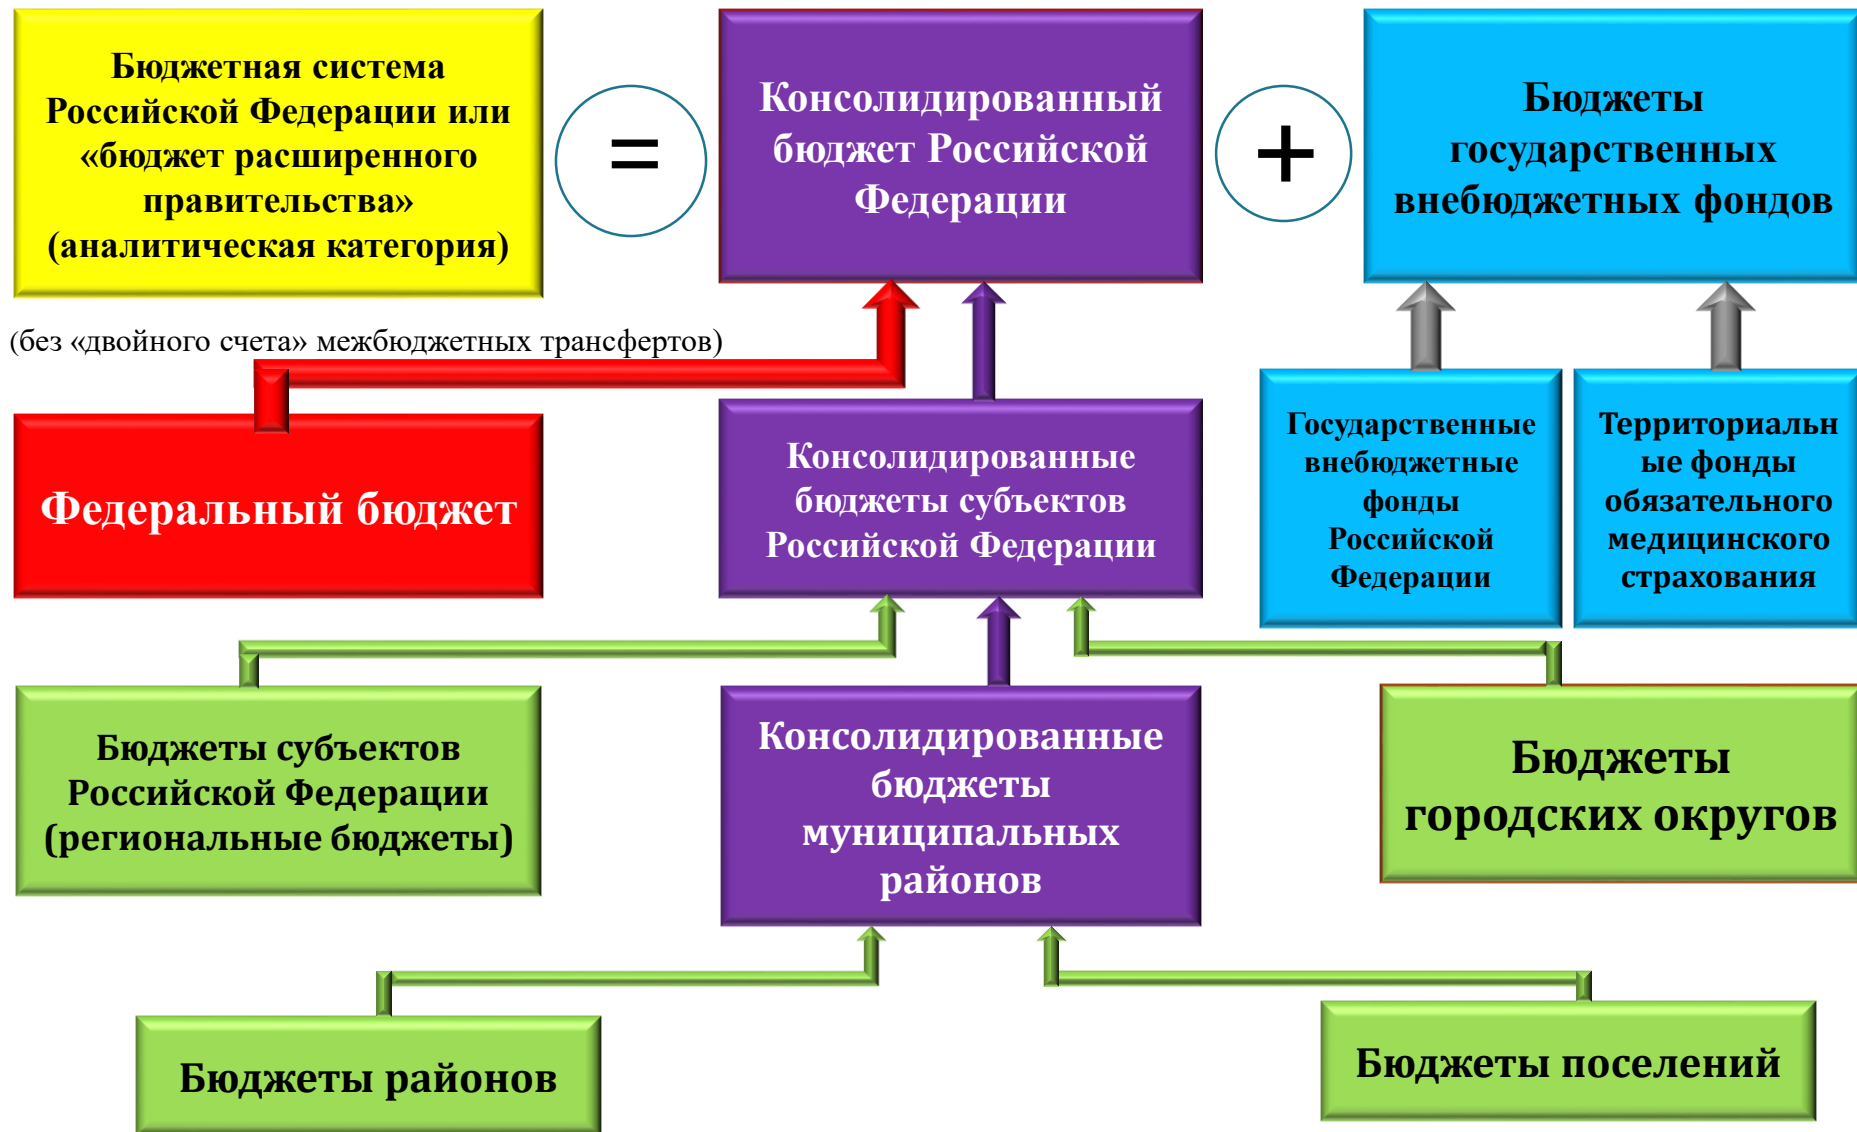 Бюджетная система
Российской Федерации или
«бюджет расширенного
правительства»
(аналитическая категория)
=
Консолидированный
бюджет Российской
Федерации
+
Бюджеты
государственных
внебюджетных фондов
(без «двойного счета» межбюджетных трансфертов)
Федеральный бюджет
Консолидированные
бюджеты субъектов
Российской Федерации
Государственные
внебюджетные
фонды
Российской
Федерации
Территориальн
ые фонды
обязательного
медицинского
страхования
Бюджеты субъектов
Российской Федерации
(региональные бюджеты)
Консолидированные
бюджеты
муниципальных
районов
Бюджеты
городских округов
Бюджеты районов
Бюджеты поселений